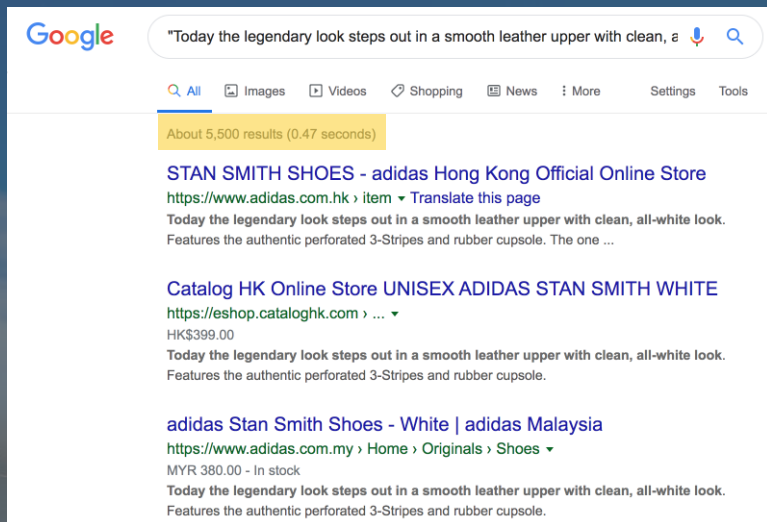 Google
"Today the legendary look steps out in a smooth leather upper with clean, a
All Images Videos Shopping News More Settings Tools
About 5,500 results (0.47 seconds)
STAN SMITH SHOES - adidas Hong Kong Official Online Store
https://www.adidas.com.hk › item ▾ Translate this page
Today the legendary look steps out in a smooth leather upper with clean, all-white look.
Features the authentic perforated 3-Stripes and rubber cupsole. The one ...
Catalog HK Online Store UNISEX ADIDAS STAN SMITH WHITE
https://eshop.cataloghk.com › ... ▾
HK$399.00
Today the legendary look steps out in a smooth leather upper with clean, all-white look.
Features the authentic perforated 3-Stripes and rubber cupsole.
adidas Stan Smith Shoes - White | adidas Malaysia
https://www.adidas.com.my › Home › Originals › Shoes ▾
MYR 380.00 - In stock
Today the legendary look steps out in a smooth leather upper with clean, all-white look.
Features the authentic perforated 3-Stripes and rubber cupsole.